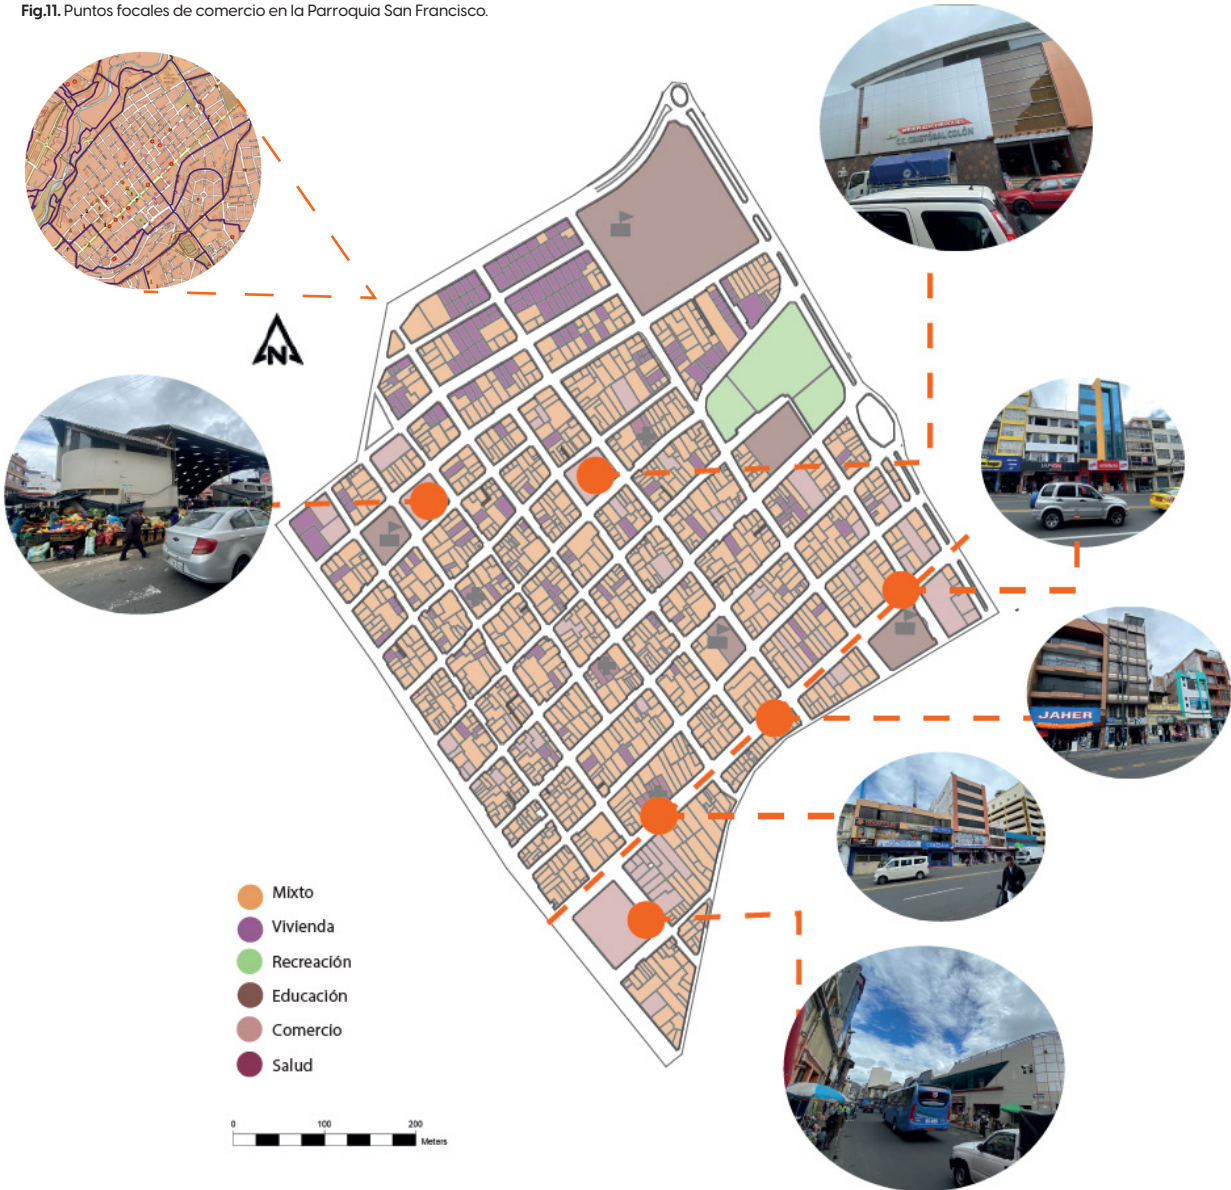 Fig.11. Puntos focales de comercio en la Parroquia San Francisco.
C.C. CRISTÓBAL COLÓN
N
JAHER
Mixto
Vivienda
Recreación
Educación
Comercio
Salud
0 100 200
Meters